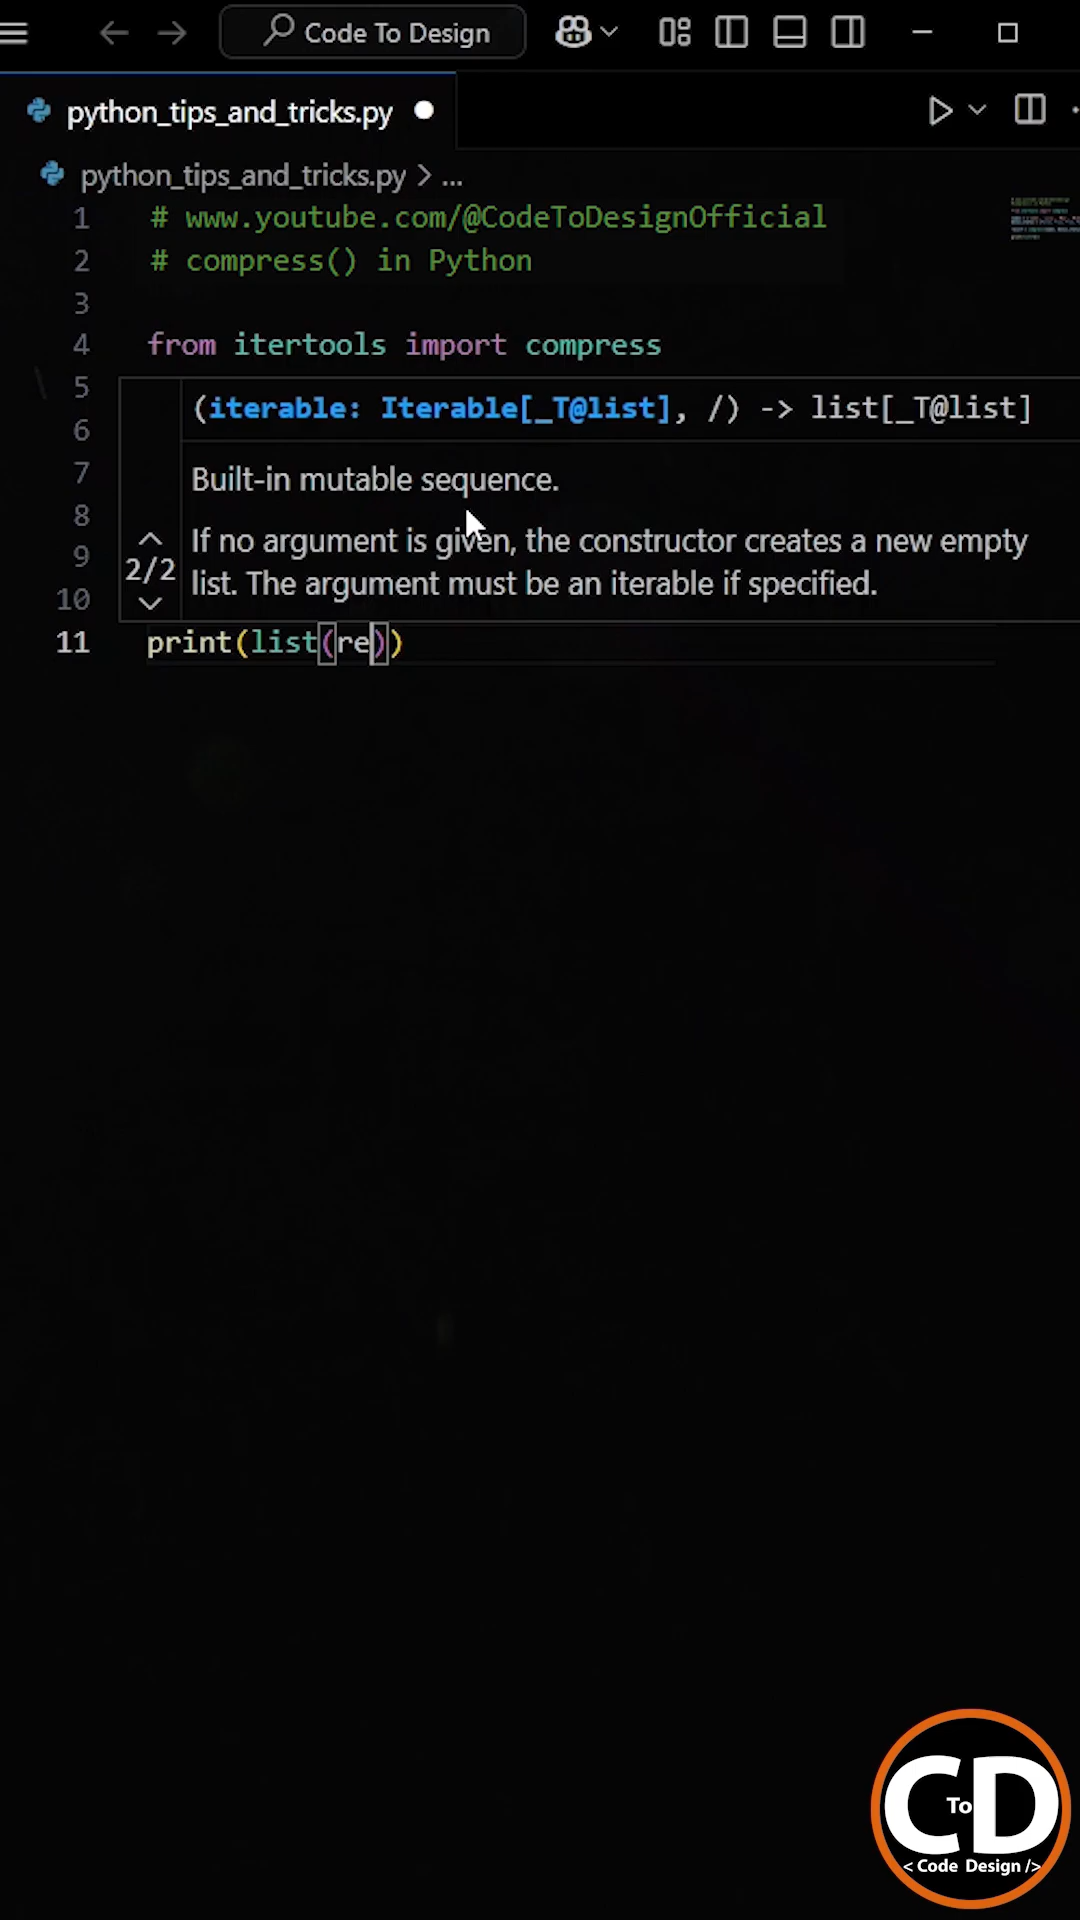 Code To Design
python_tips_and_tricks.py
python_tips_and_tricks.py > ...
1 # www.youtube.com/@CodeToDesignOfficial
2 # compress() in Python
3
4 from itertools import compress
5
(iterable: Iterable[_T@list], /) -> list[_T@list]
6
7 Built-in mutable sequence.
8
If no argument is given, the constructor creates a new empty
9
2/2 list. The argument must be an iterable if specified.
10
11 print(list(re))
CD
To
< Code Design />